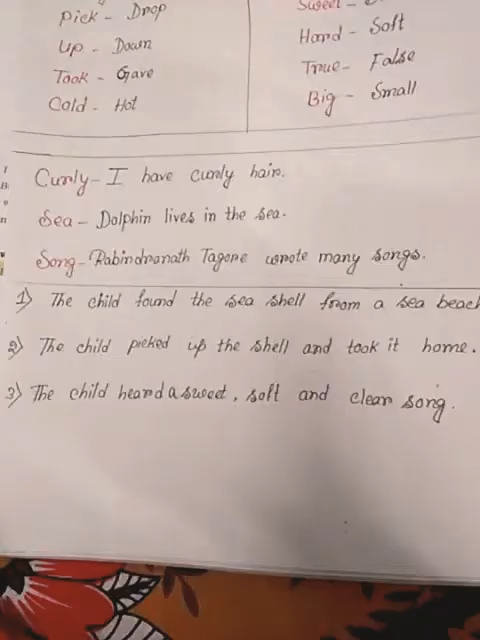 Pick - Drop
Up - Down
Took - Gave
Cold - Hot
Sweet -
Hard - Soft
True - False
Big - Small
Curly - I have curly hair.
Sea - Dolphin lives in the sea.
Song - Rabindranath Tagore wrote many songs.
1) The child found the sea shell from a sea beach
2) The child picked up the shell and took it home.
3) The child heard a sweet, soft and clear song.